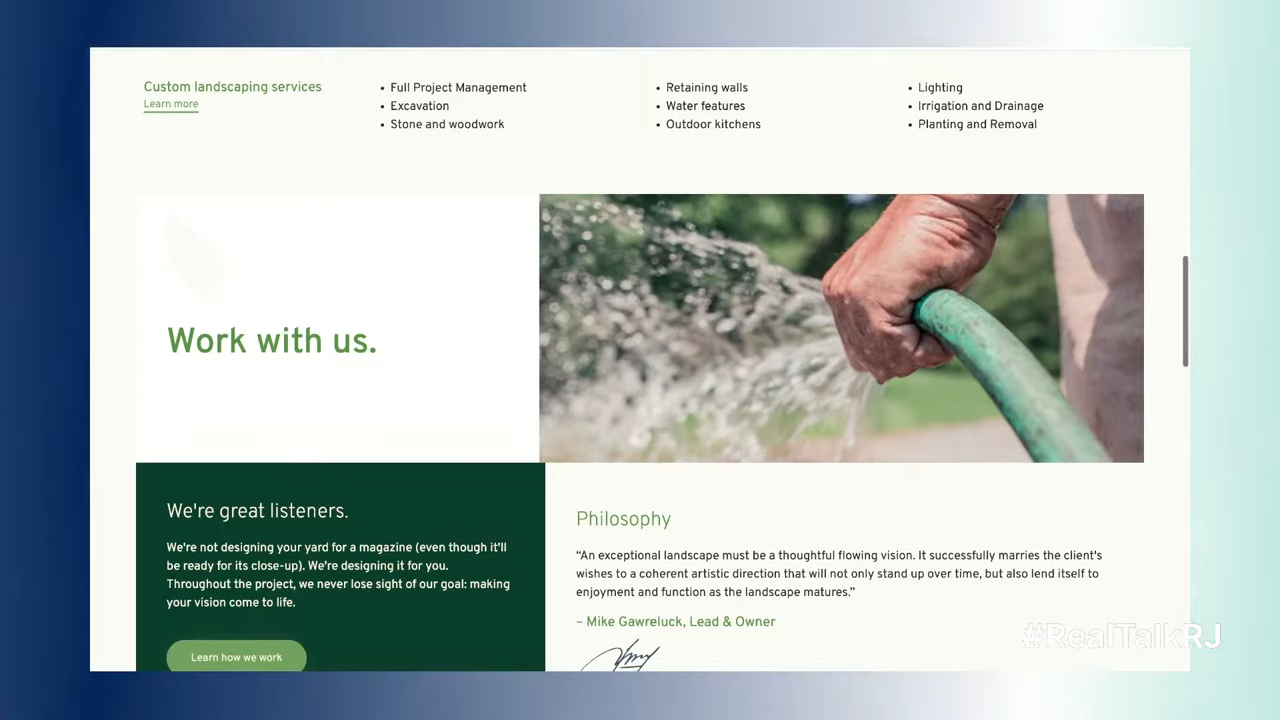 Custom landscaping services
Learn more
• Full Project Management
• Excavation
• Stone and woodwork
• Retaining walls
• Water features
• Outdoor kitchens
• Lighting
• Irrigation and Drainage
• Planting and Removal
Work with us.
We're great listeners.
We're not designing your yard for a magazine (even though it'll
be ready for its close-up). We're designing it for you.
Throughout the project, we never lose sight of our goal: making
your vision come to life.
Learn how we work
Philosophy
“An exceptional landscape must be a thoughtful flowing vision. It successfully marries the client's
wishes to a coherent artistic direction that will not only stand up over time, but also lend itself to
enjoyment and function as the landscape matures.”
– Mike Gawreluck, Lead & Owner
#RealTalkRJ